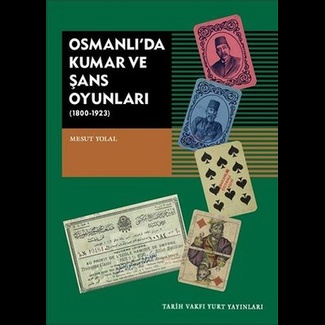 OSMANLI'DA
KUMAR VE
ŞANS
OYUNLARI
(1800-1923)
MESUT YOLAL
TARİH VAKFI YURT YAYINLARI